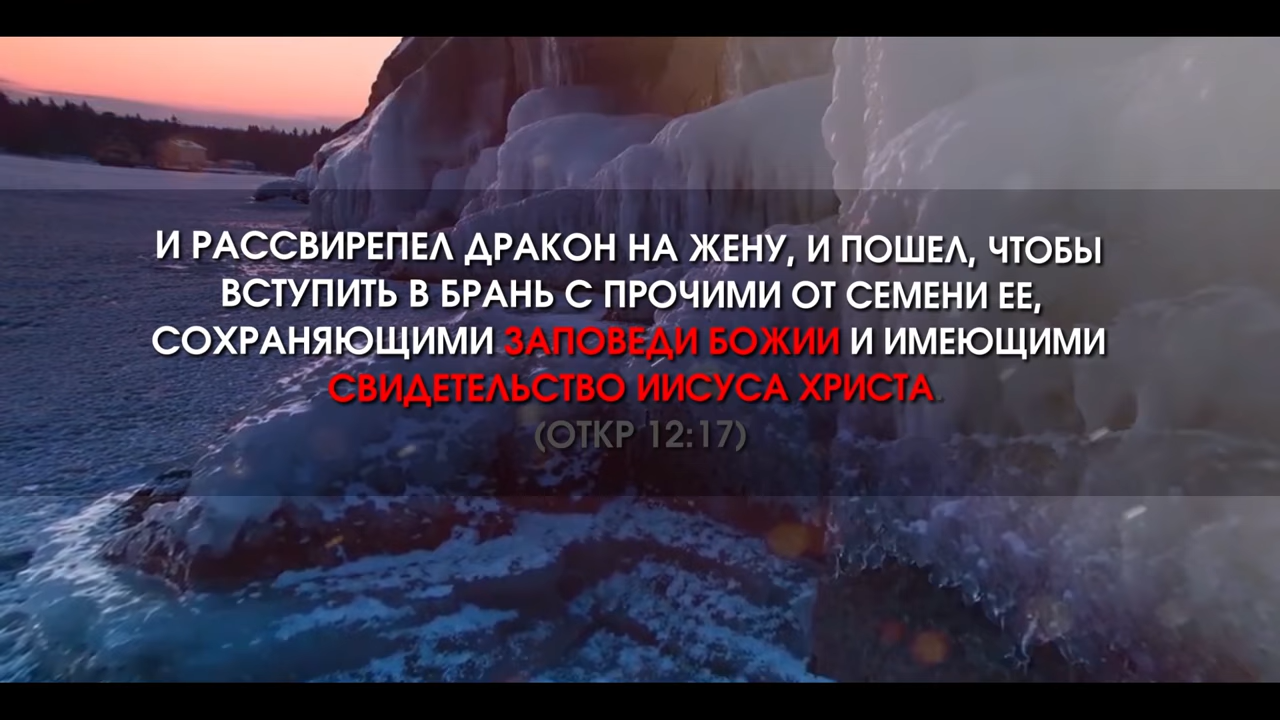 И РАССВИРЕПЕЛ ДРАКОН НА ЖЕНУ, И ПОШЕЛ, ЧТОБЫ
ВСТУПИТЬ В БРАНЬ С ПРОЧИМИ ОТ СЕМЕНИ ЕЕ,
СОХРАНЯЮЩИМИ ЗАПОВЕДИ БОЖИИ И ИМЕЮЩИМИ
СВИДЕТЕЛЬСТВО ИИСУСА ХРИСТА.
(ОТКР 12:17)